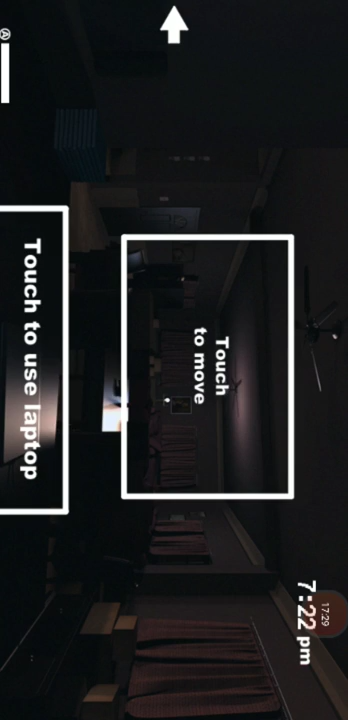 7:22 pm
17:29
Touch
to move
Touch to use laptop